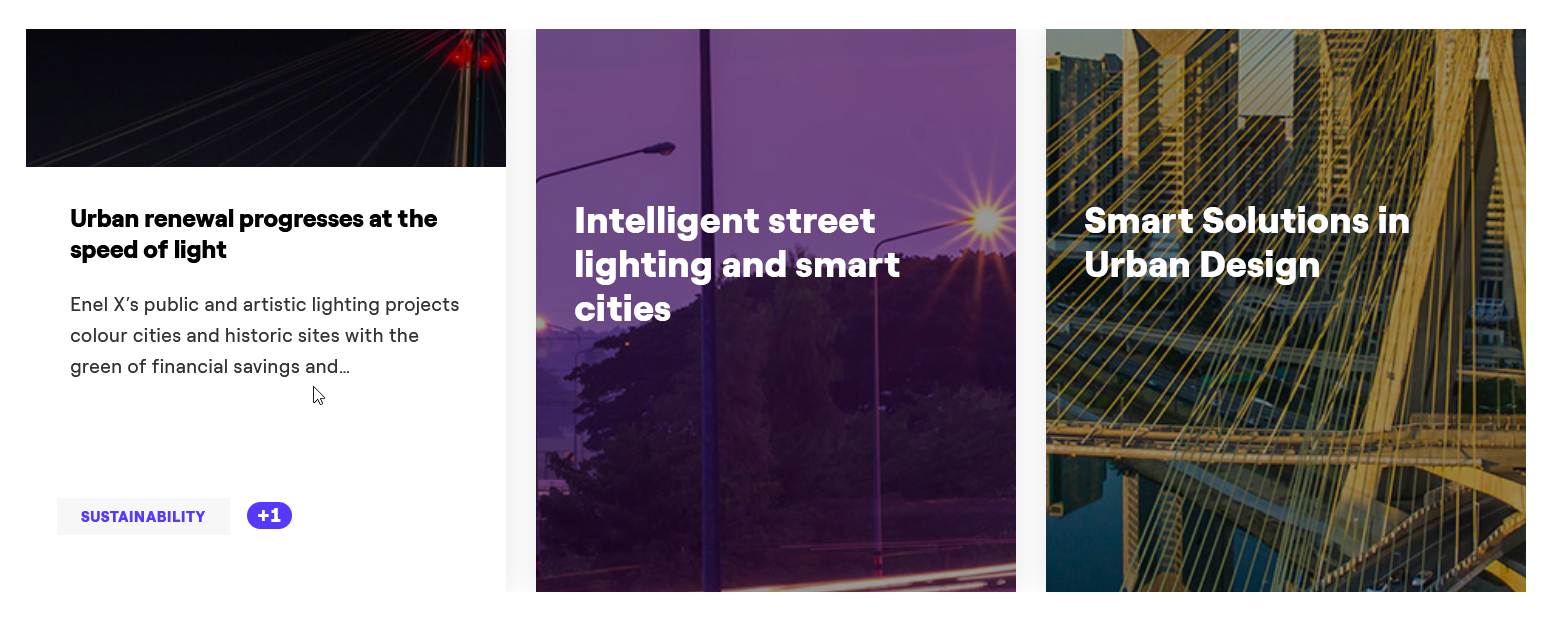 Urban renewal progresses at the
speed of light
Enel X’s public and artistic lighting projects
colour cities and historic sites with the
green of financial savings and…
SUSTAINABILITY
+1
Intelligent street
lighting and smart
cities
Smart Solutions in
Urban Design